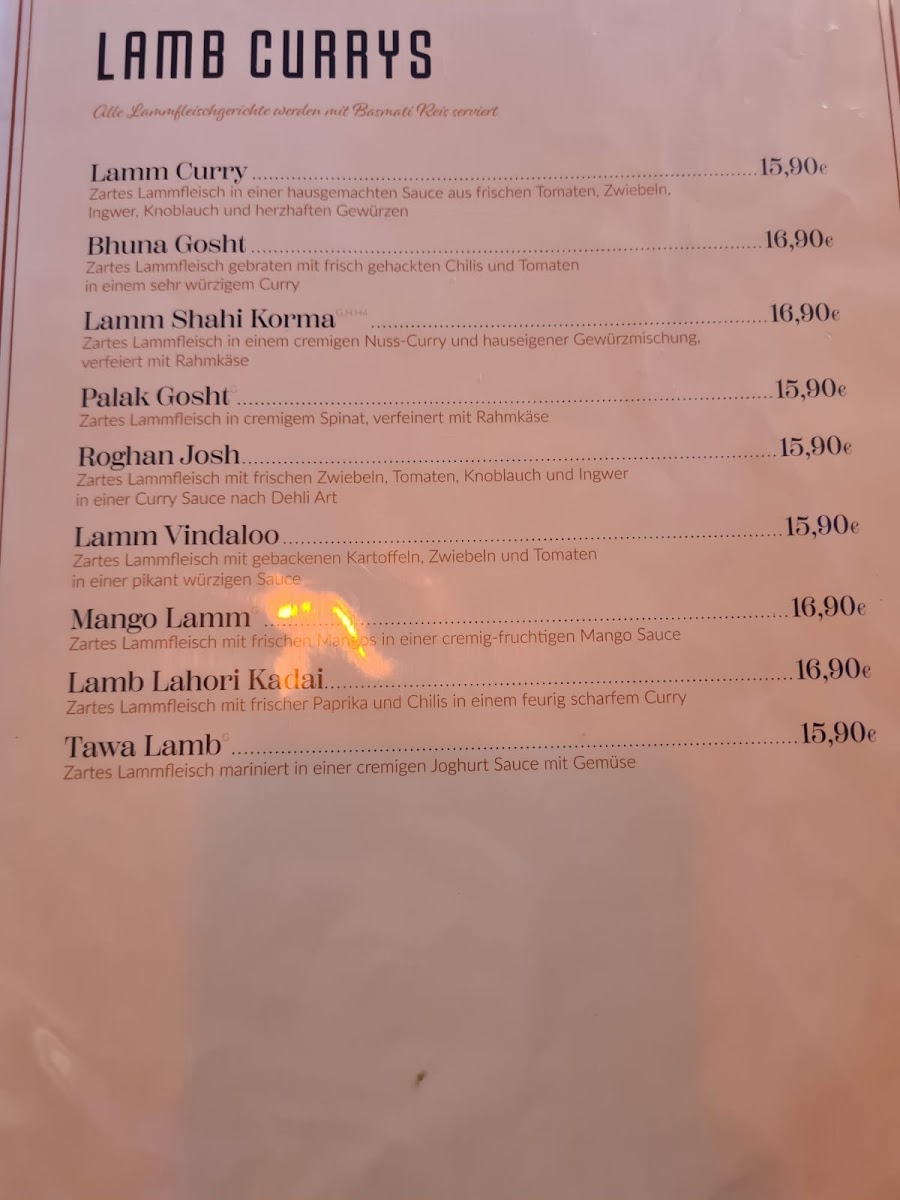 LAMB CURRYS
Alle Lammfleischgerichte werden mit Basmati Reis serviert
Lamm Curry 15,90€
Zartes Lammfleisch in einer hausgemachten Sauce aus frischen Tomaten, Zwiebeln,
Ingwer, Knoblauch und herzhaften Gewürzen
Bhuna Gosht 16,90€
Zartes Lammfleisch gebraten mit frisch gehackten Chilis und Tomaten
in einem sehr würzigem Curry
Lamm Shahi Korma 16,90€
Zartes Lammfleisch in einem cremigen Nuss-Curry und hauseigener Gewürzmischung,
verfeiert mit Rahmkäse
Palak Gosht G 15,90€
Zartes Lammfleisch in cremigem Spinat, verfeinert mit Rahmkäse
Roghan Josh 15,90€
Zartes Lammfleisch mit frischen Zwiebeln, Tomaten, Knoblauch und Ingwer
in einer Curry Sauce nach Dehli Art
Lamm Vindaloo 15,90€
Zartes Lammfleisch mit gebackenen Kartoffeln, Zwiebeln und Tomaten
in einer pikant würzigen Sauce
Mango Lamm G 16,90€
Zartes Lammfleisch mit frischen Mangos in einer cremig-fruchtigen Mango Sauce
Lamb Lahori Kadai 16,90€
Zartes Lammfleisch mit frischer Paprika und Chilis in einem feurig scharfem Curry
Tawa Lamb G 15,90€
Zartes Lammfleisch mariniert in einer cremigen Joghurt Sauce mit Gemüse